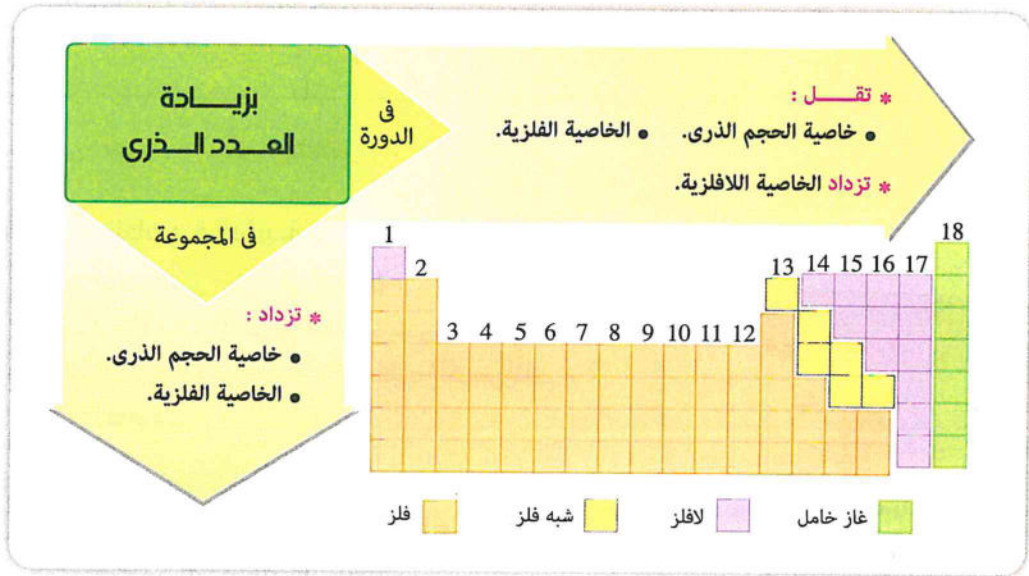 بزيـــادة
العـدد الـذرى
فى
الدورة
* تقـــل :
• خاصية الحجم الذرى. • الخاصية الفلزية.
* تزداد الخاصية اللافلزية.
فى المجموعة
* تزداد :
• خاصية الحجم الذرى.
• الخاصية الفلزية.
1 2 3 4 5 6 7 8 9 10 11 12 13 14 15 16 17 18
غاز خامل لافلز شبه فلز فلز